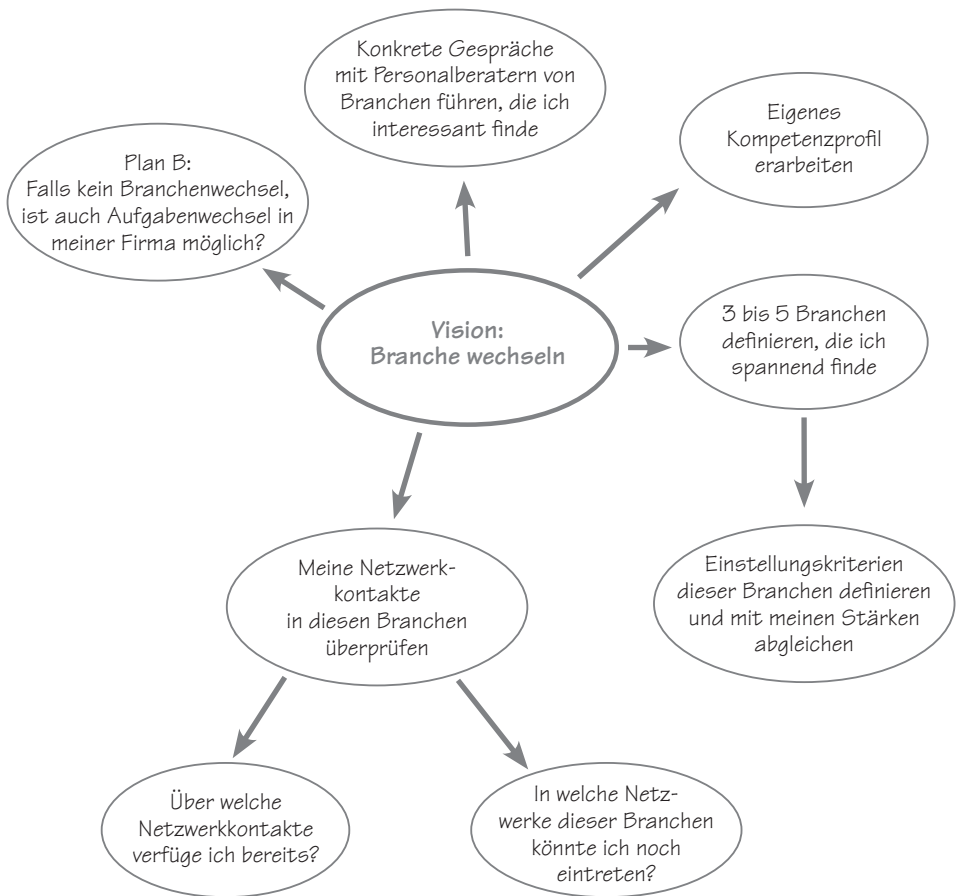 Konkrete Gespräche
mit Personalberatern von
Branchen führen, die ich
interessant finde
Eigenes
Kompetenzprofil
erarbeiten
Plan B:
Falls kein Branchenwechsel,
ist auch Aufgabenwechsel in
meiner Firma möglich?
Vision:
Branche wechseln
3 bis 5 Branchen
definieren, die ich
spannend finde
Meine Netzwerk-
kontakte
in diesen Branchen
überprüfen
Einstellungskriterien
dieser Branchen definieren
und mit meinen Stärken
abgleichen
Über welche
Netzwerkkontakte
verfüge ich bereits?
In welche Netz-
werke dieser Branchen
könnte ich noch
eintreten?